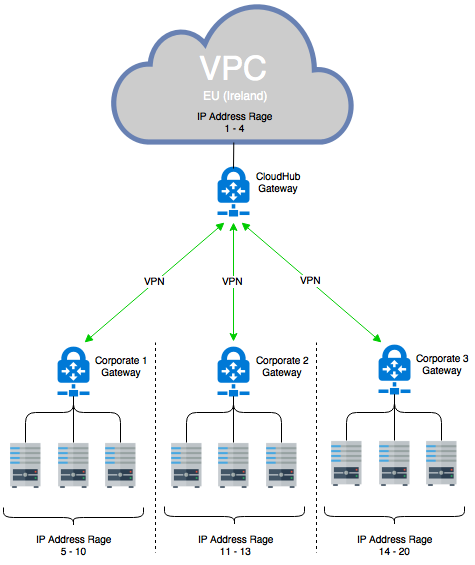 VPC
EU (Ireland)
IP Address Rage
1 - 4
CloudHub
Gateway
VPN
VPN
VPN
Corporate 1
Gateway
Corporate 2
Gateway
Corporate 3
Gateway
IP Address Rage
5 - 10
IP Address Rage
11 - 13
IP Address Rage
14 - 20